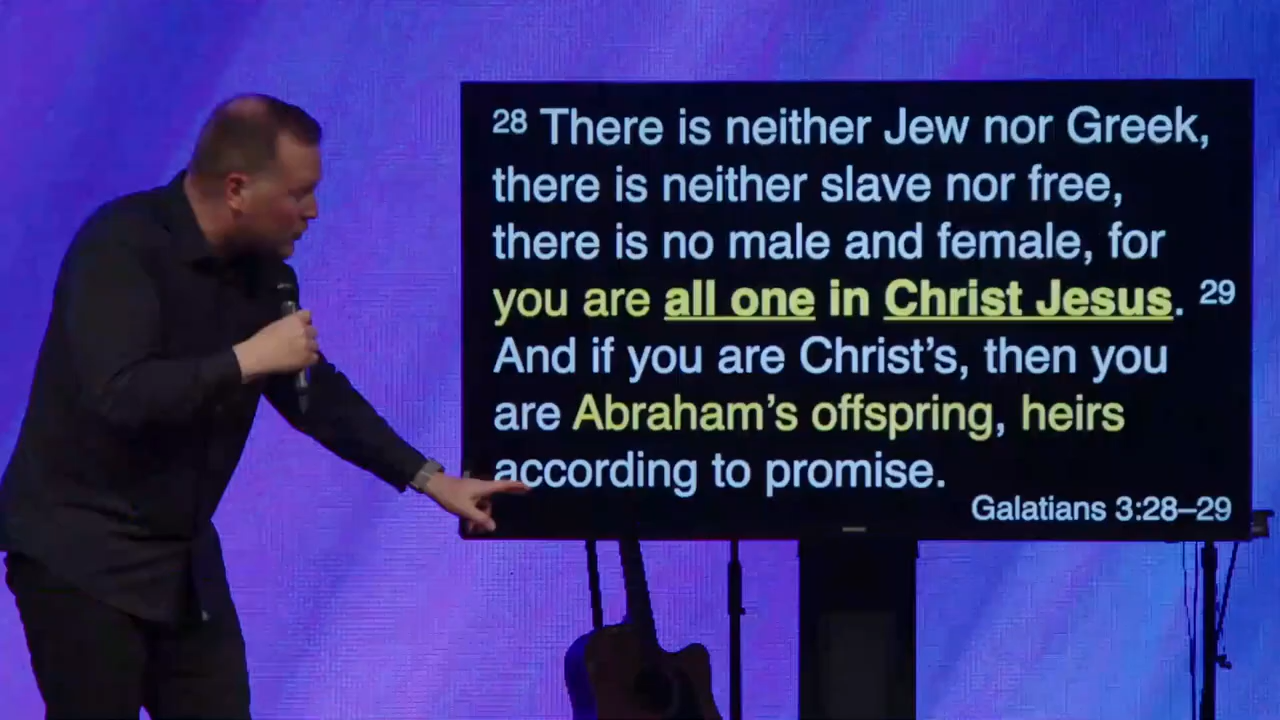 28 There is neither Jew nor Greek,
there is neither slave nor free,
there is no male and female, for
you are all one in Christ Jesus. 29
And if you are Christ’s, then you
are Abraham’s offspring, heirs
according to promise.
Galatians 3:28–29